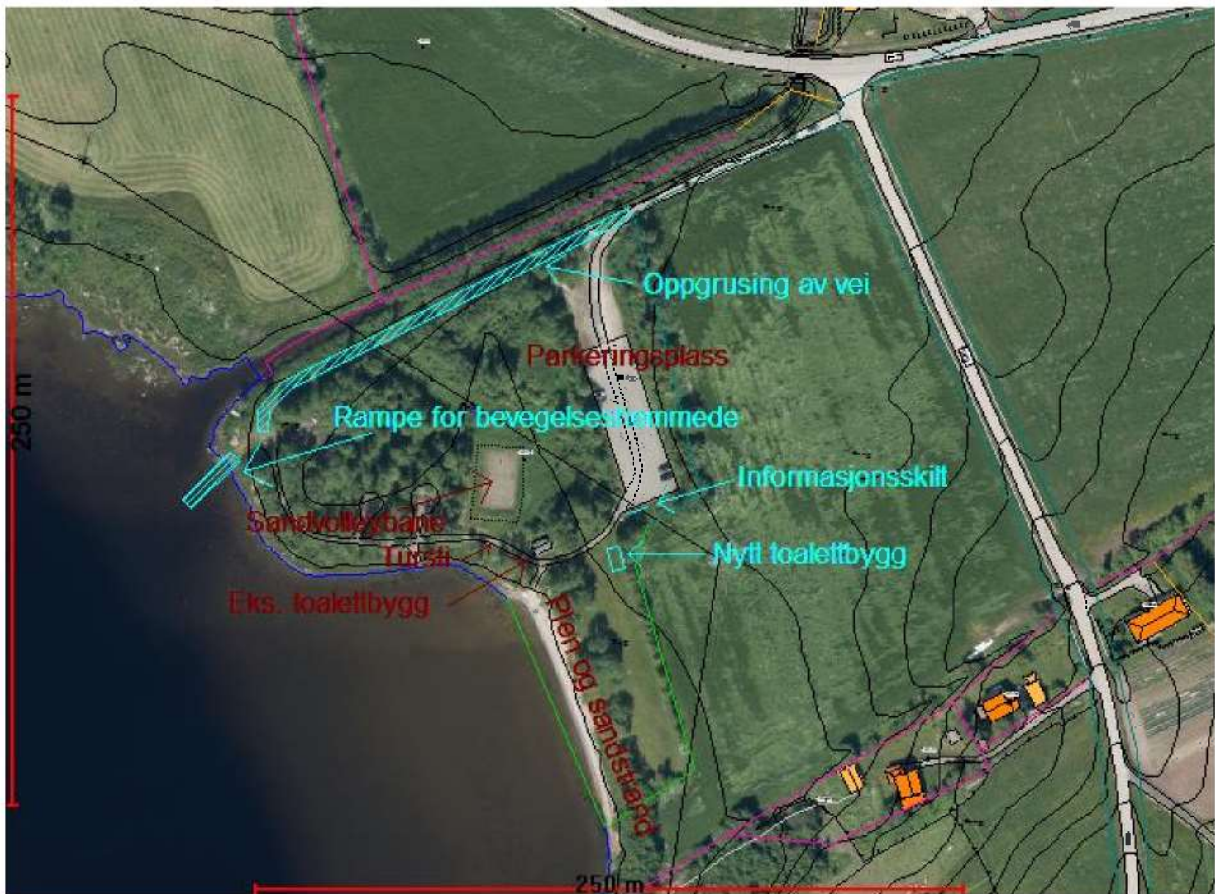 Oppgrusing av vei
Parkeringsplass
250 m
Rampe for bevegelseshemmede
Informasjonsskilt
Sandvolleybane
Tursti
Nytt toalettbygg
Eks. toalettbygg
Plen og sandstrand
250 m